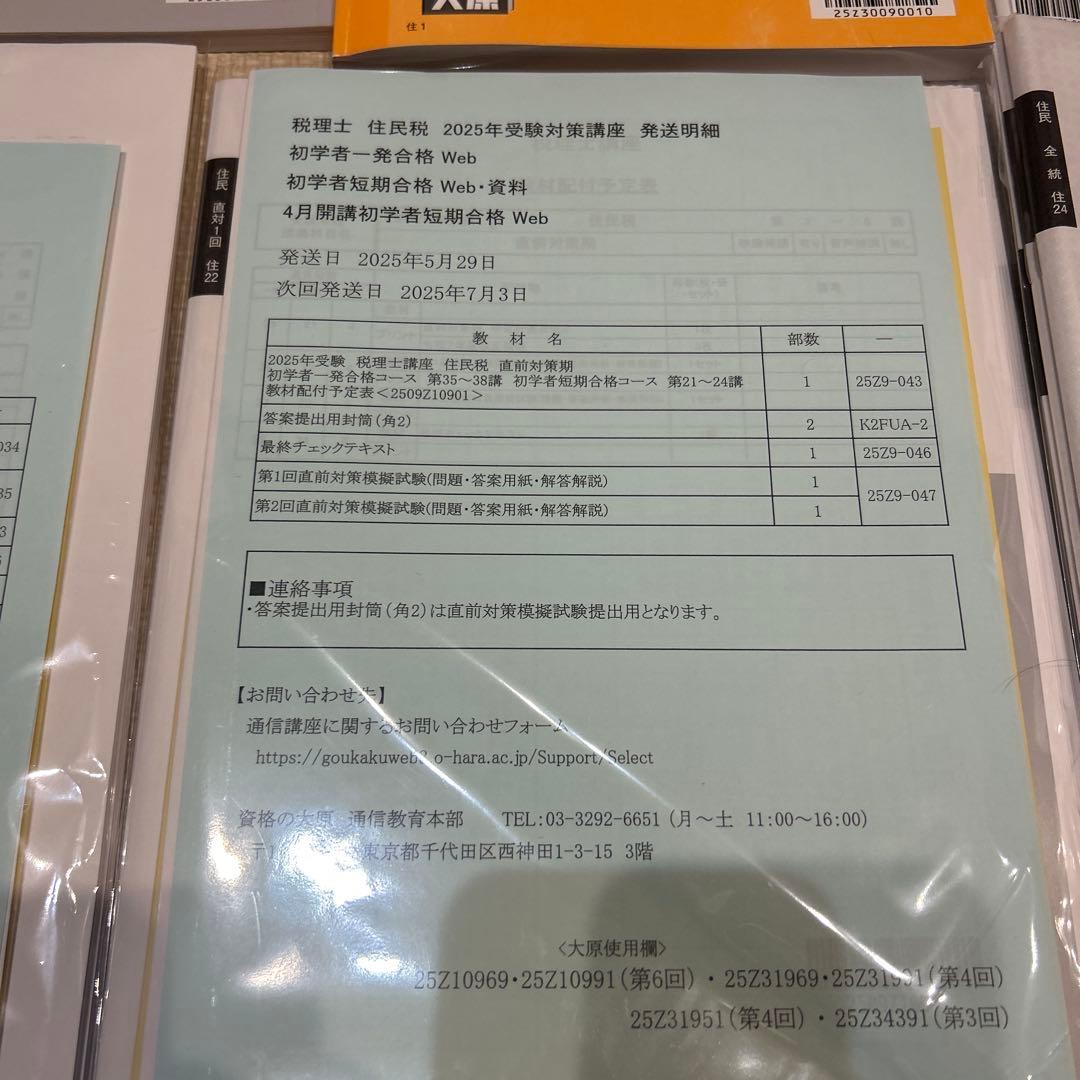 大原
住1
25Z30090010
税理士 住民税 2025年受験対策講座 発送明細
初学者一発合格 Web
初学者短期合格 Web・資料
4月開講初学者短期合格 Web
発送日 2025年5月29日
次回発送日 2025年7月3日
教 材 名 部数 ―
2025年受験 税理士講座 住民税 直前対策期
初学者一発合格コース 第35～38講 初学者短期合格コース 第21～24講
教材配付予定表<2509Z10901>
1 25Z9-043
答案提出用封筒(角2) 2 K2FUA-2
最終チェックテキスト 1 25Z9-046
第1回直前対策模擬試験(問題・答案用紙・解答解説) 1
25Z9-047
第2回直前対策模擬試験(問題・答案用紙・解答解説) 1
■連絡事項
・答案提出用封筒(角2)は直前対策模擬試験提出用となります。
【お問い合わせ先】
通信講座に関するお問い合わせフォーム
https://goukakuweb2.o-hara.ac.jp/Support/Select
資格の大原 通信教育本部 TEL:03-3292-6651 (月～土 11:00～16:00)
東京都千代田区西神田1-3-15 3階
<大原使用欄>
25Z10969・25Z10991(第6回)・25Z31969・25Z31991(第4回)
25Z31951(第4回)・25Z34391(第3回)
住民 直対1回 住22
住民 全統 住24